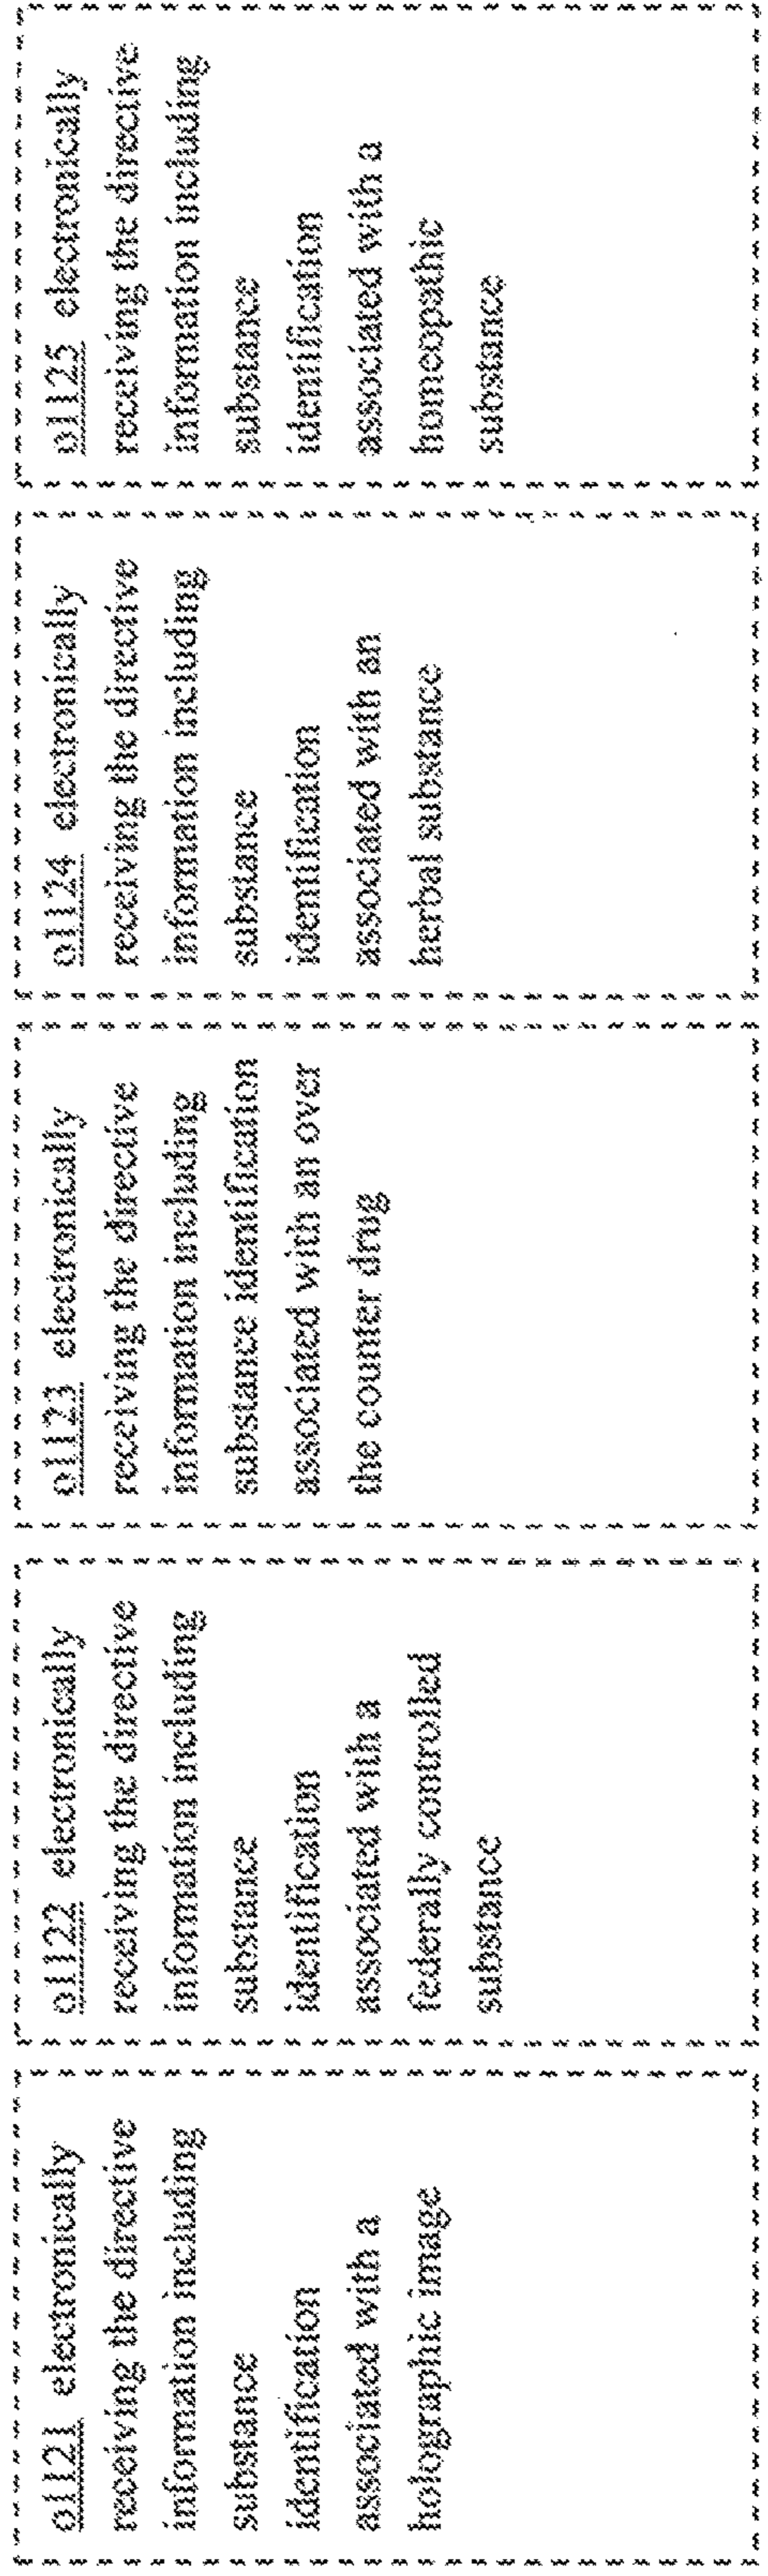 o1121 electronically
receiving the directive
information including
substance
identification
associated with a
holographic image
o1122 electronically
receiving the directive
information including
substance
identification
associated with a
federally controlled
substance
o1123 electronically
receiving the directive
information including
substance identification
associated with an over
the counter drug
o1124 electronically
receiving the directive
information including
substance
identification
associated with an
herbal substance
o1125 electronically
receiving the directive
information including
substance
identification
associated with a
homeopathic
substance